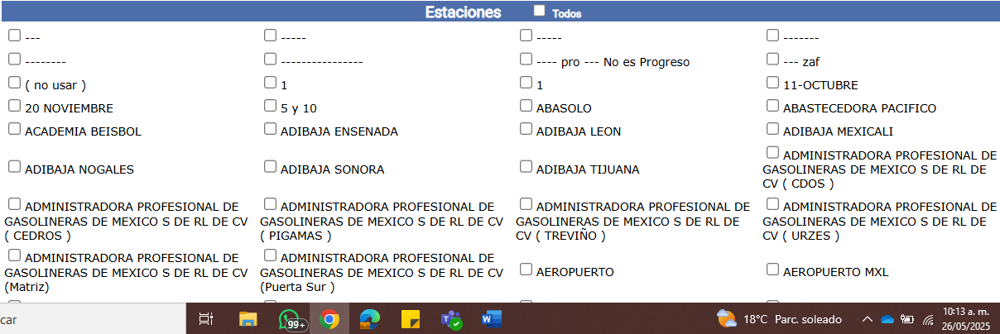 Estaciones Todos
--- ----- ----- -------
-------- ---------------- ---- pro --- No es Progreso --- zaf
( no usar ) 1 1 11-OCTUBRE
20 NOVIEMBRE 5 y 10 ABASOLO ABASTECEDORA PACIFICO
ACADEMIA BEISBOL ADIBAJA ENSENADA ADIBAJA LEON ADIBAJA MEXICALI
ADIBAJA NOGALES ADIBAJA SONORA ADIBAJA TIJUANA
ADMINISTRADORA PROFESIONAL DE
GASOLINERAS DE MEXICO S DE RL DE
CV ( CDOS )
ADMINISTRADORA PROFESIONAL DE
GASOLINERAS DE MEXICO S DE RL DE CV
( CEDROS )
ADMINISTRADORA PROFESIONAL DE
GASOLINERAS DE MEXICO S DE RL DE CV
( PIGAMAS )
ADMINISTRADORA PROFESIONAL DE
GASOLINERAS DE MEXICO S DE RL DE
CV ( TREVIÑO )
ADMINISTRADORA PROFESIONAL DE
GASOLINERAS DE MEXICO S DE RL DE
CV ( URZES )
ADMINISTRADORA PROFESIONAL DE
GASOLINERAS DE MEXICO S DE RL DE CV
(Matriz)
ADMINISTRADORA PROFESIONAL DE
GASOLINERAS DE MEXICO S DE RL DE CV
(Puerta Sur )
AEROPUERTO
AEROPUERTO MXL
car
99+
18°C Parc. soleado
10:13 a. m.
26/05/2025